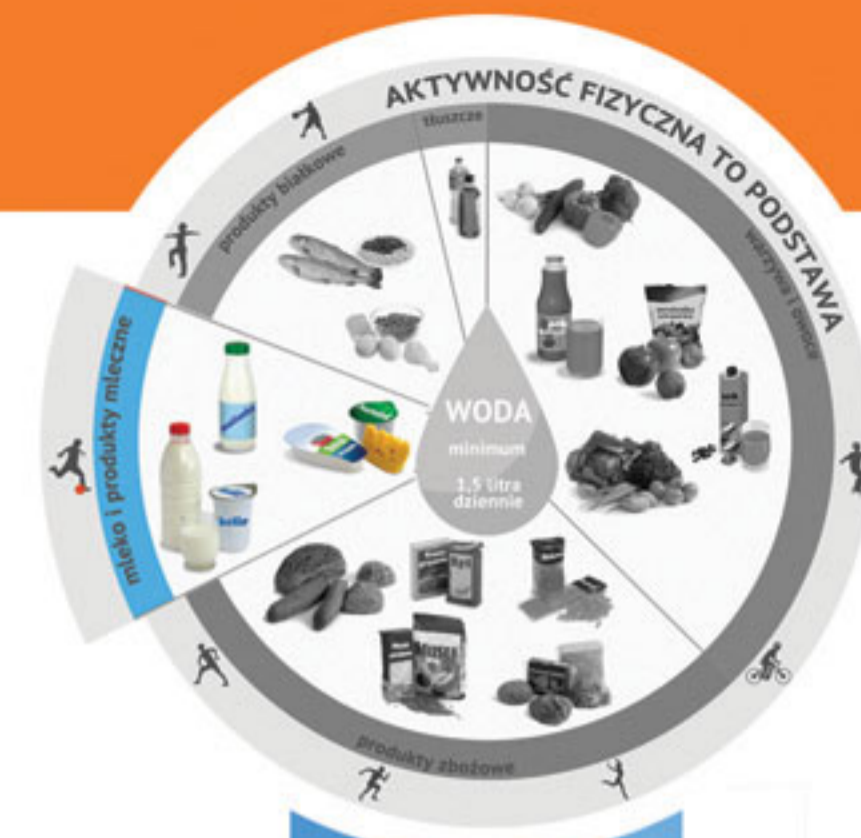 AKTYWNOŚĆ FIZYCZNA TO PODSTAWA
tłuszcze
produkty białkowe
warzywa i owoce
mleko i produkty mleczne
WODA
minimum
1,5 litra
dziennie
produkty zbożowe